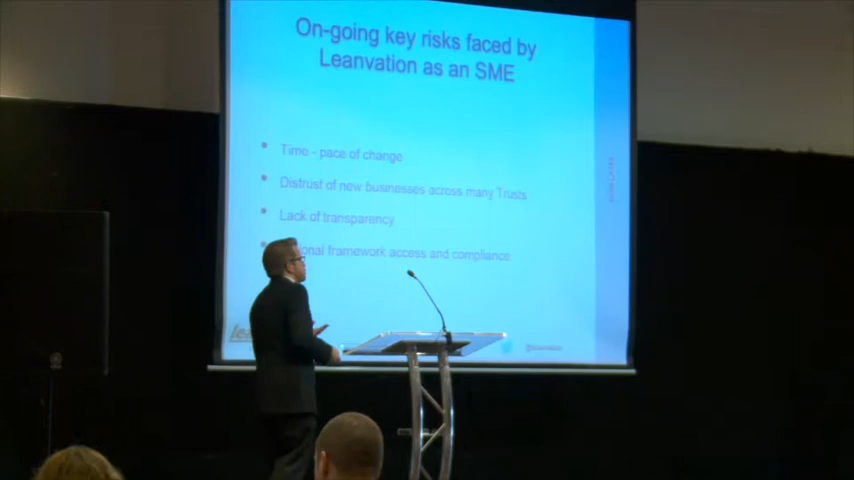 On-going key risks faced by
Leanvation as an SME
Time - pace of change
Distrust of new businesses across many Trusts
Lack of transparency
framework access and compliance